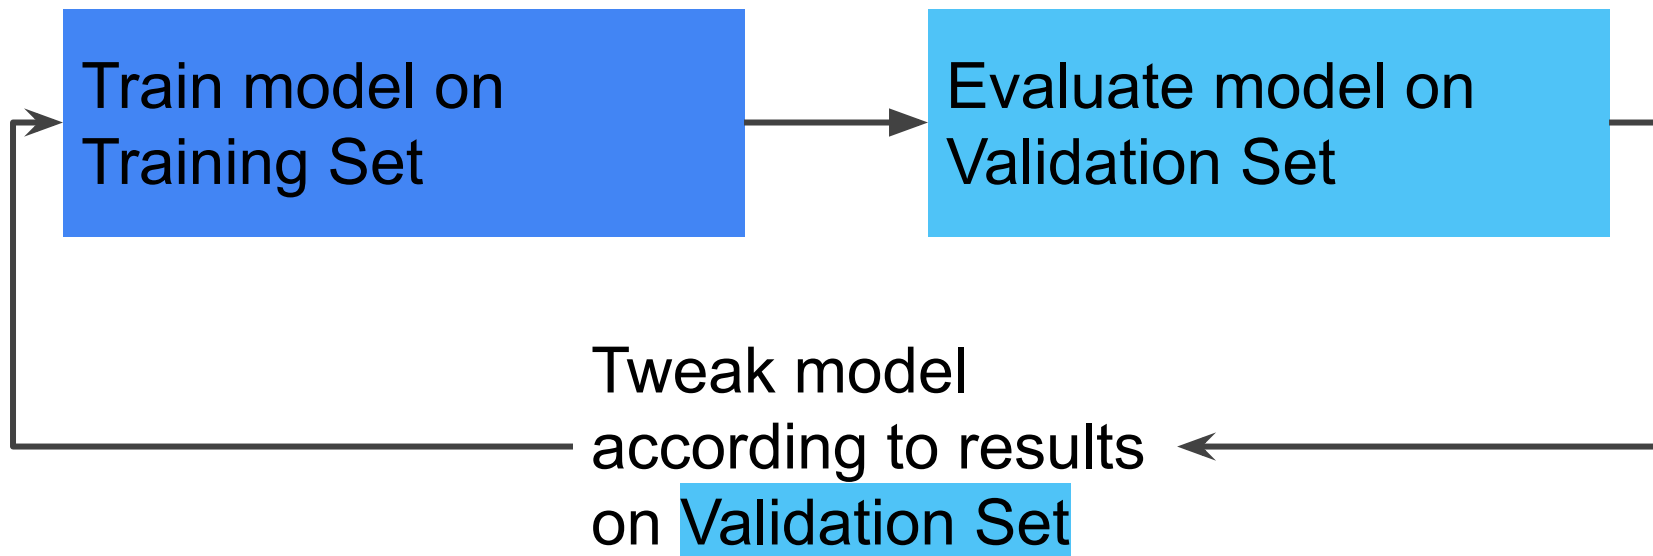 Train model on
Training Set
Evaluate model on
Validation Set
Tweak model
according to results
on Validation Set